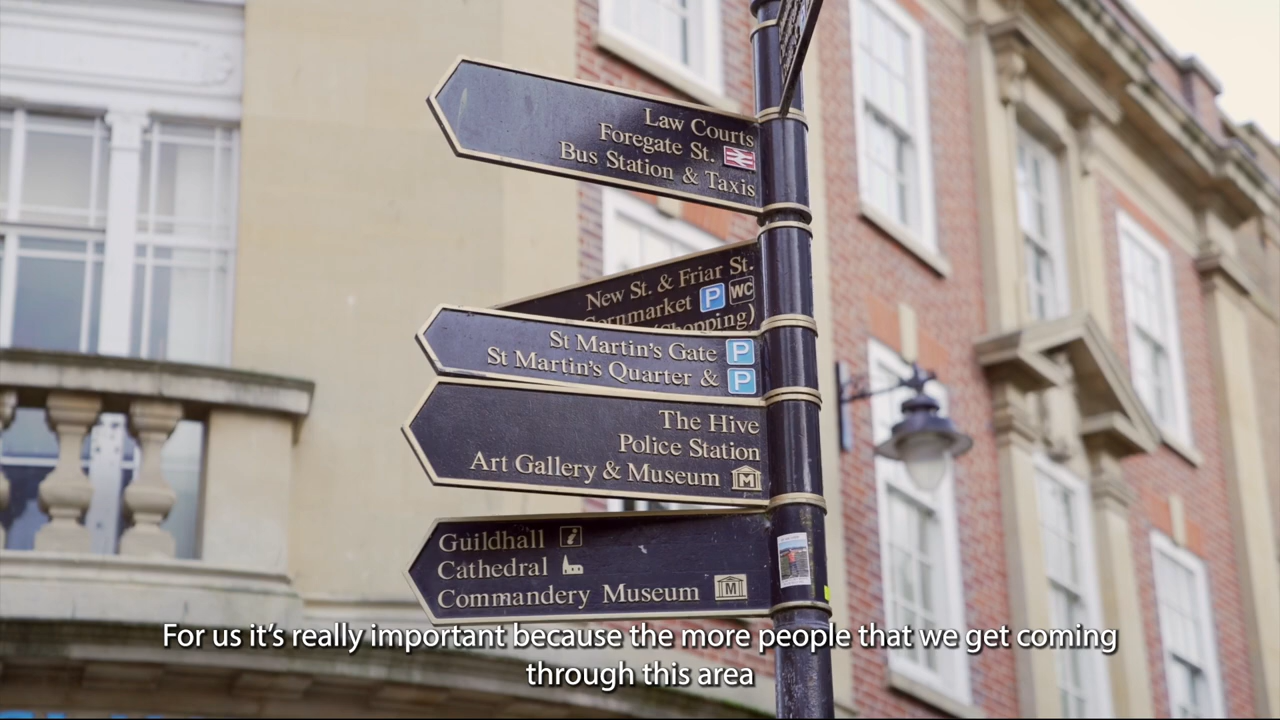 Law Courts
Foregate St.
Bus Station & Taxis
New St. & Friar St.
Cornmarket P WC
(Shopping)
St Martin's Gate P
St Martin's Quarter & P
The Hive
Police Station
Art Gallery & Museum M
Guildhall i
Cathedral
Commandery Museum M
For us it's really important because the more people that we get coming
through this area